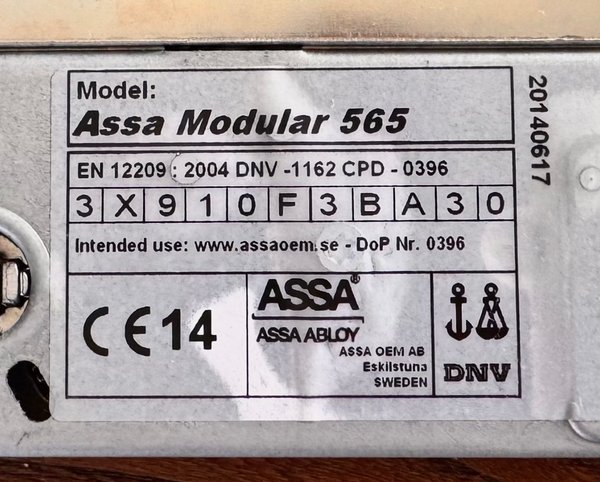 Model:
Assa Modular 565
EN 12209 : 2004 DNV -1162 CPD - 0396
3 X 9 1 0 F 3 B A 3 0
Intended use: www.assaoem.se - DoP Nr. 0396
CE 14
ASSA®
ASSA ABLOY
ASSA OEM AB
Eskilstuna
SWEDEN
DNV
20140617